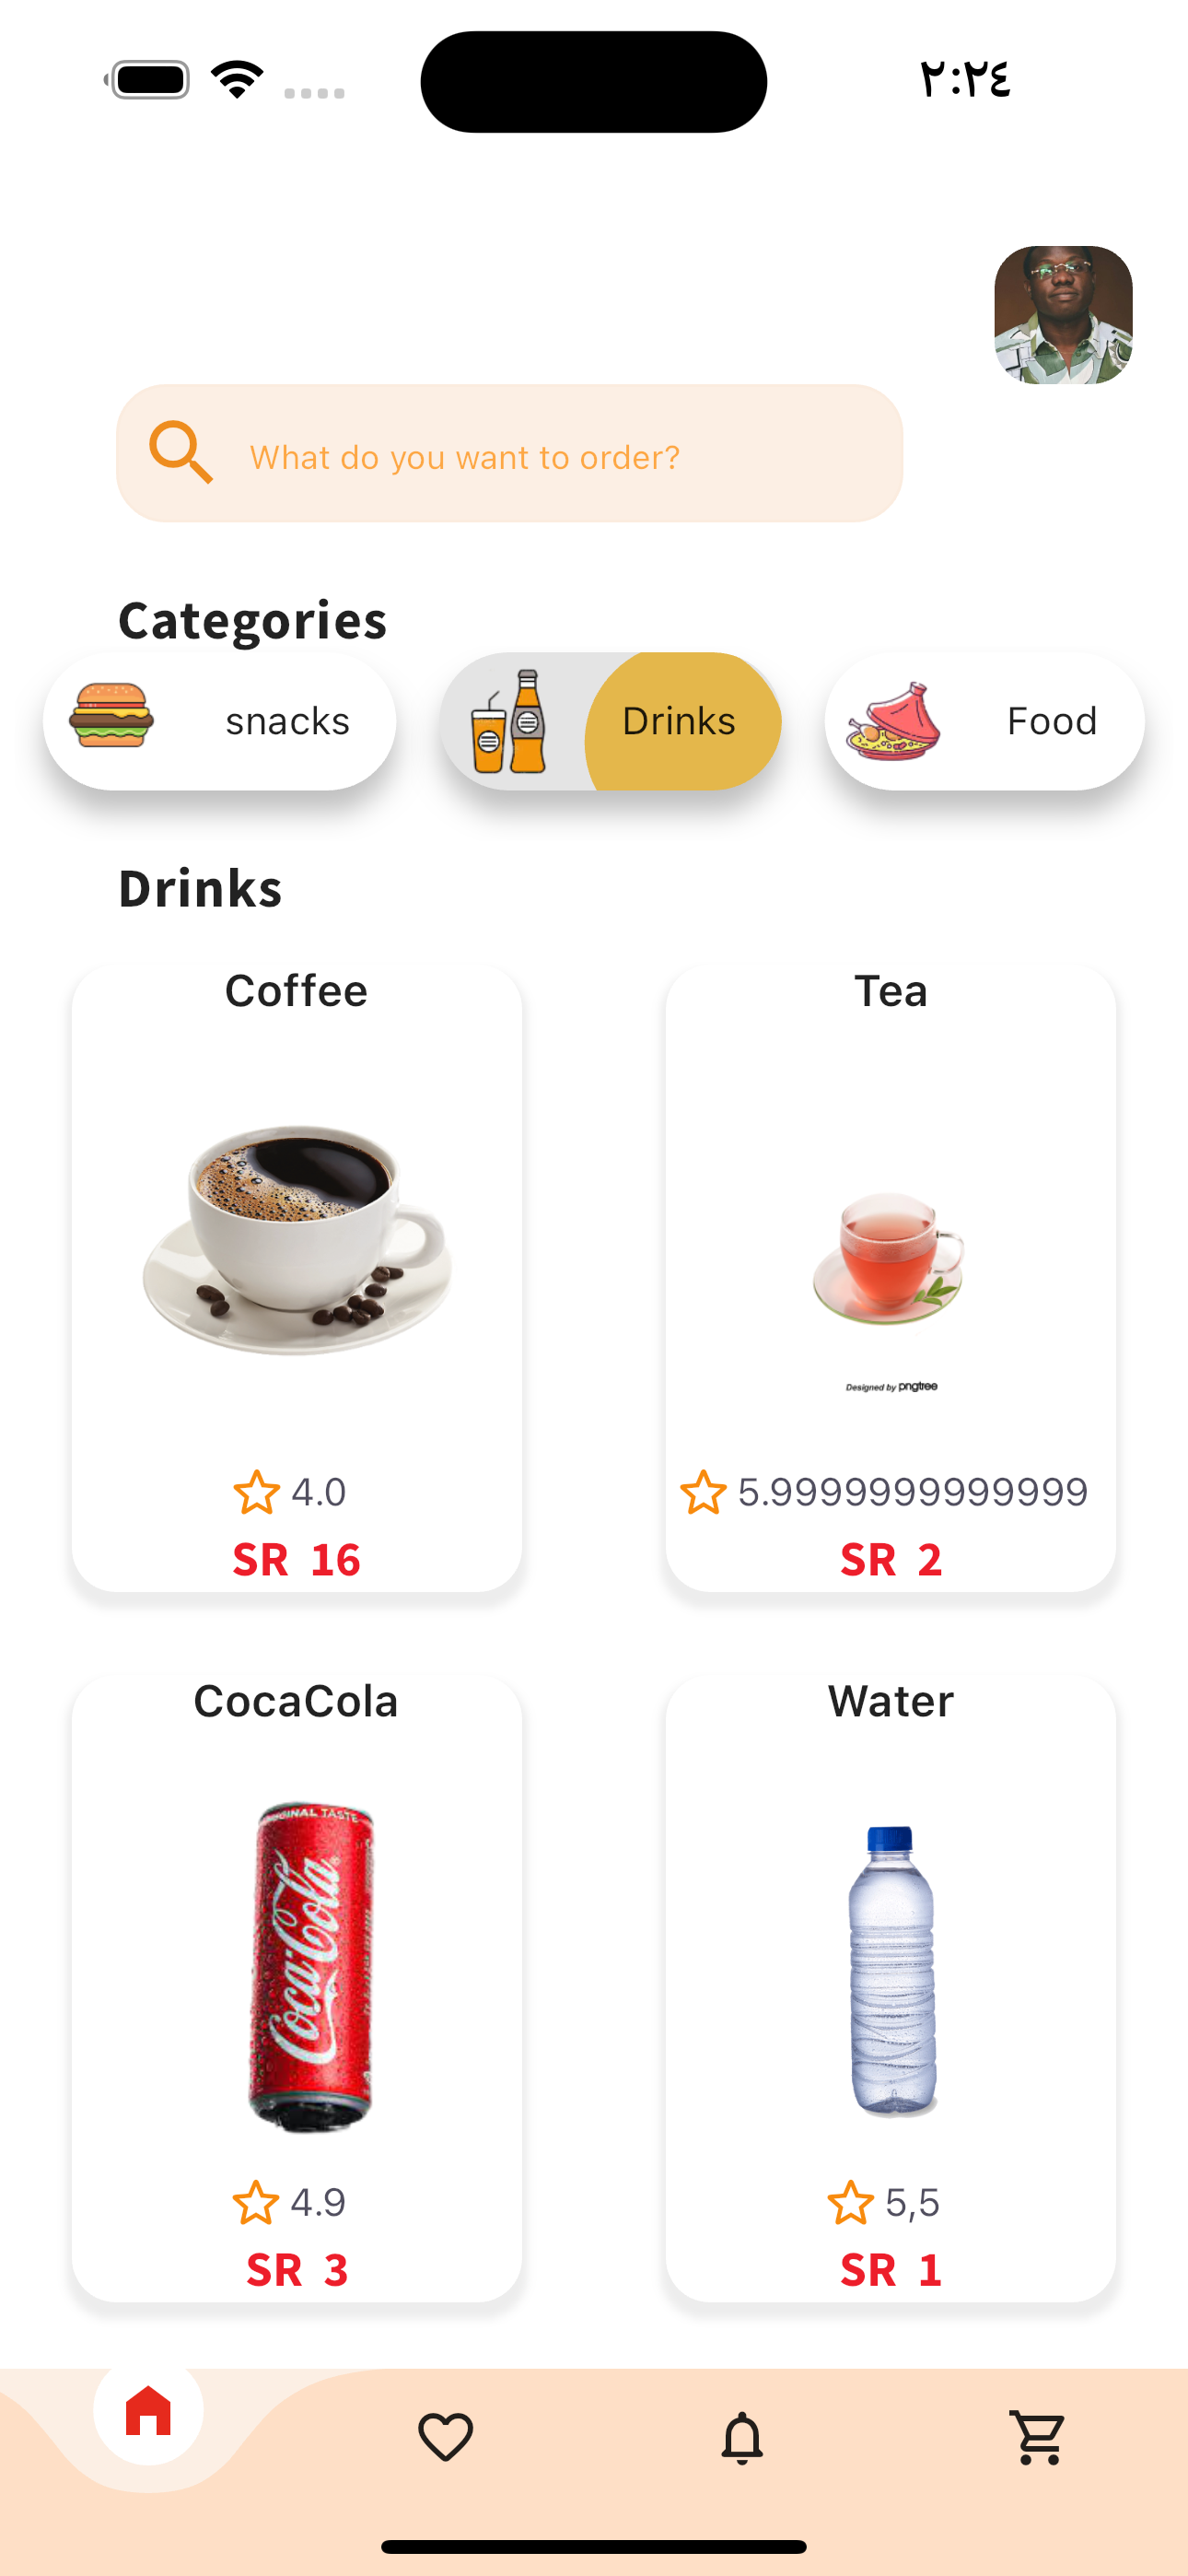 ٢:٢٤
What do you want to order?
Categories
snacks
Drinks
Food
Drinks
Coffee
Tea
Designed by pngtree
4.0
5.9999999999999
SR 16
SR 2
CocaCola
Water
ORIGINAL TASTE
Coca-Cola
4.9
5,5
SR 3
SR 1